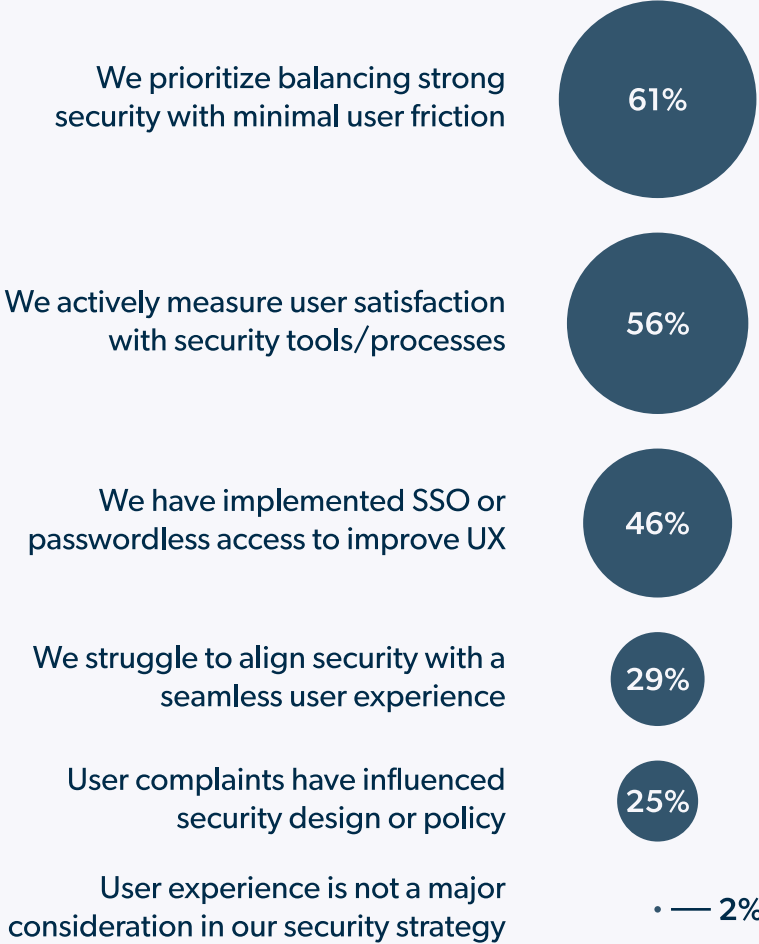 We prioritize balancing strong
security with minimal user friction
61%
We actively measure user satisfaction
with security tools/processes
56%
We have implemented SSO or
passwordless access to improve UX
46%
We struggle to align security with a
seamless user experience
29%
User complaints have influenced
security design or policy
25%
User experience is not a major
consideration in our security strategy
2%